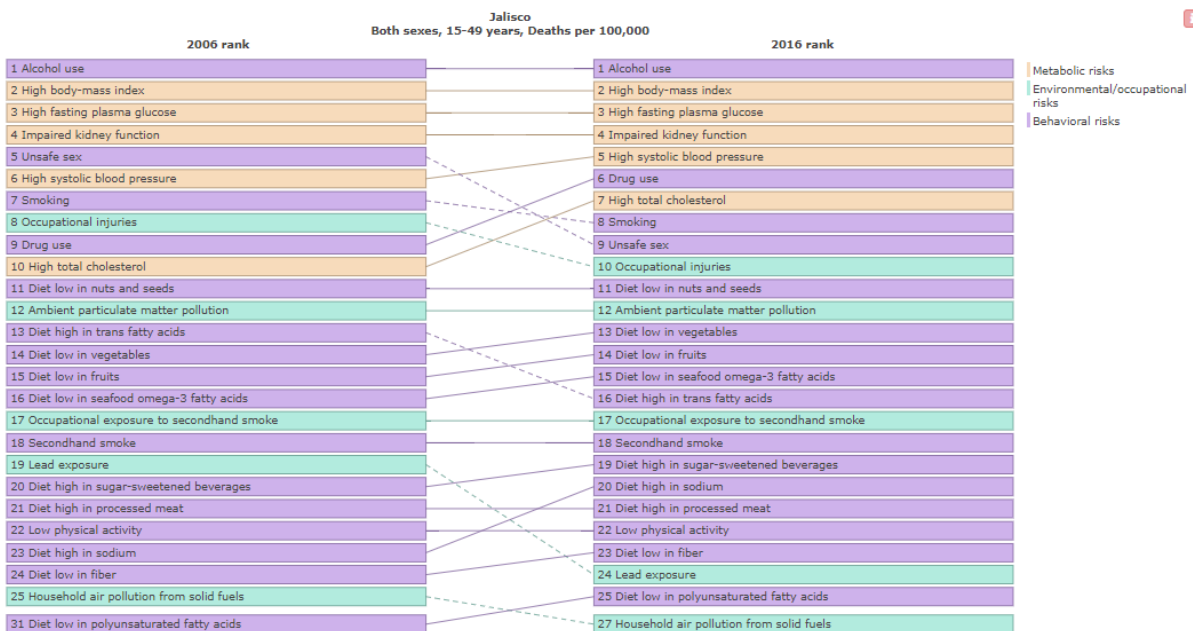 Jalisco
Both sexes, 15-49 years, Deaths per 100,000
2006 rank
2016 rank
1 Alcohol use
2 High body-mass index
3 High fasting plasma glucose
4 Impaired kidney function
5 Unsafe sex
6 High systolic blood pressure
7 Smoking
8 Occupational injuries
9 Drug use
10 High total cholesterol
11 Diet low in nuts and seeds
12 Ambient particulate matter pollution
13 Diet high in trans fatty acids
14 Diet low in vegetables
15 Diet low in fruits
16 Diet low in seafood omega-3 fatty acids
17 Occupational exposure to secondhand smoke
18 Secondhand smoke
19 Lead exposure
20 Diet high in sugar-sweetened beverages
21 Diet high in processed meat
22 Low physical activity
23 Diet high in sodium
24 Diet low in fiber
25 Household air pollution from solid fuels
31 Diet low in polyunsaturated fatty acids
1 Alcohol use
2 High body-mass index
3 High fasting plasma glucose
4 Impaired kidney function
5 High systolic blood pressure
6 Drug use
7 High total cholesterol
8 Smoking
9 Unsafe sex
10 Occupational injuries
11 Diet low in nuts and seeds
12 Ambient particulate matter pollution
13 Diet low in vegetables
14 Diet low in fruits
15 Diet low in seafood omega-3 fatty acids
16 Diet high in trans fatty acids
17 Occupational exposure to secondhand smoke
18 Secondhand smoke
19 Diet high in sugar-sweetened beverages
20 Diet high in sodium
21 Diet high in processed meat
22 Low physical activity
23 Diet low in fiber
24 Lead exposure
25 Diet low in polyunsaturated fatty acids
27 Household air pollution from solid fuels
Metabolic risks
Environmental/occupational
risks
Behavioral risks